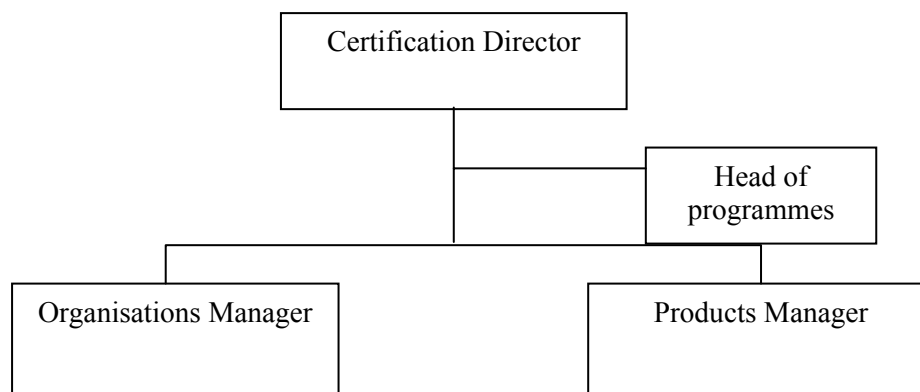 Certification Director
Head of
programmes
Organisations Manager
Products Manager